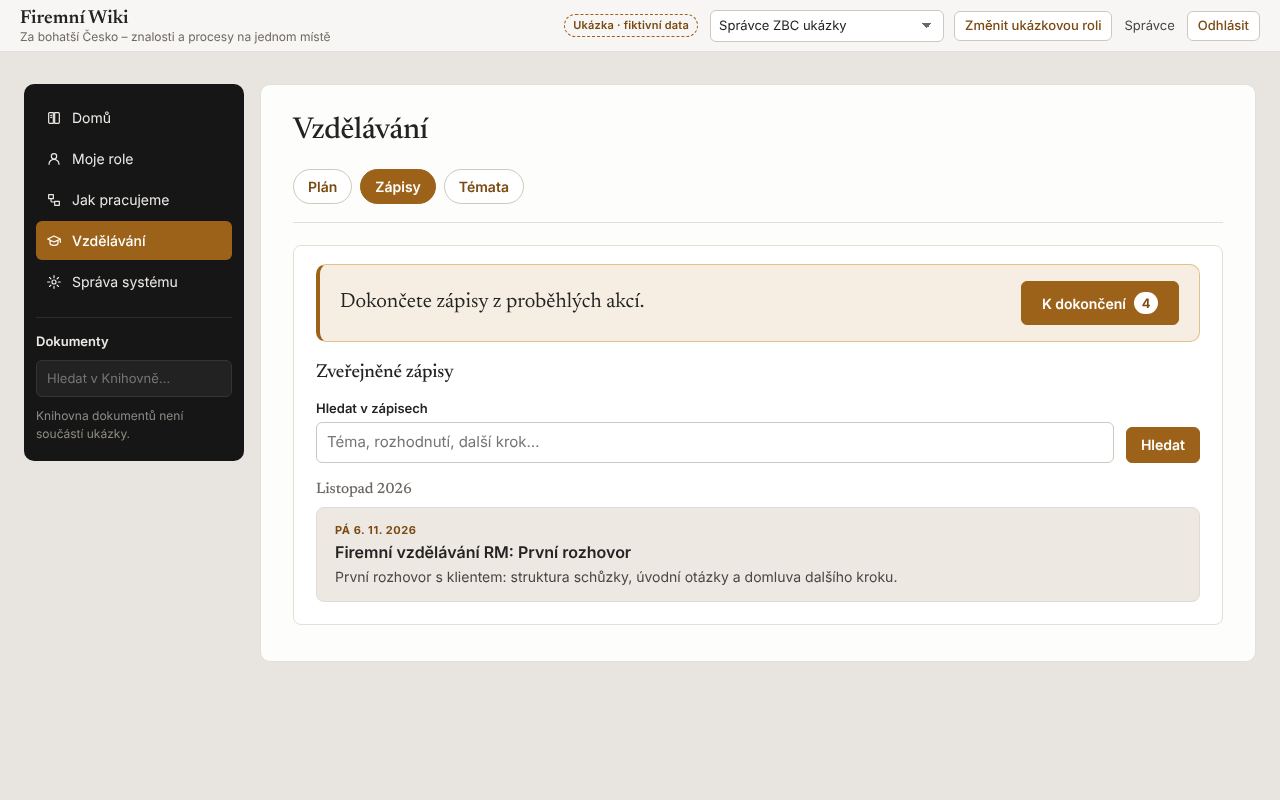 Firemní Wiki
Za bohatší Česko – znalosti a procesy na jednom místě
Ukázka · fiktivní data
Správce ZBC ukázky
Změnit ukázkovou roli
Správce
Odhlásit
Domů
Moje role
Jak pracujeme
Vzdělávání
Správa systému
Dokumenty
Hledat v Knihovně...
Knihovna dokumentů není
součástí ukázky.
Vzdělávání
Plán
Zápisy
Témata
Dokončete zápisy z proběhlých akcí.
K dokončení 4
Zveřejněné zápisy
Hledat v zápisech
Téma, rozhodnutí, další krok...
Hledat
Listopad 2026
PÁ 6. 11. 2026
Firemní vzdělávání RM: První rozhovor
První rozhovor s klientem: struktura schůzky, úvodní otázky a domluva dalšího kroku.